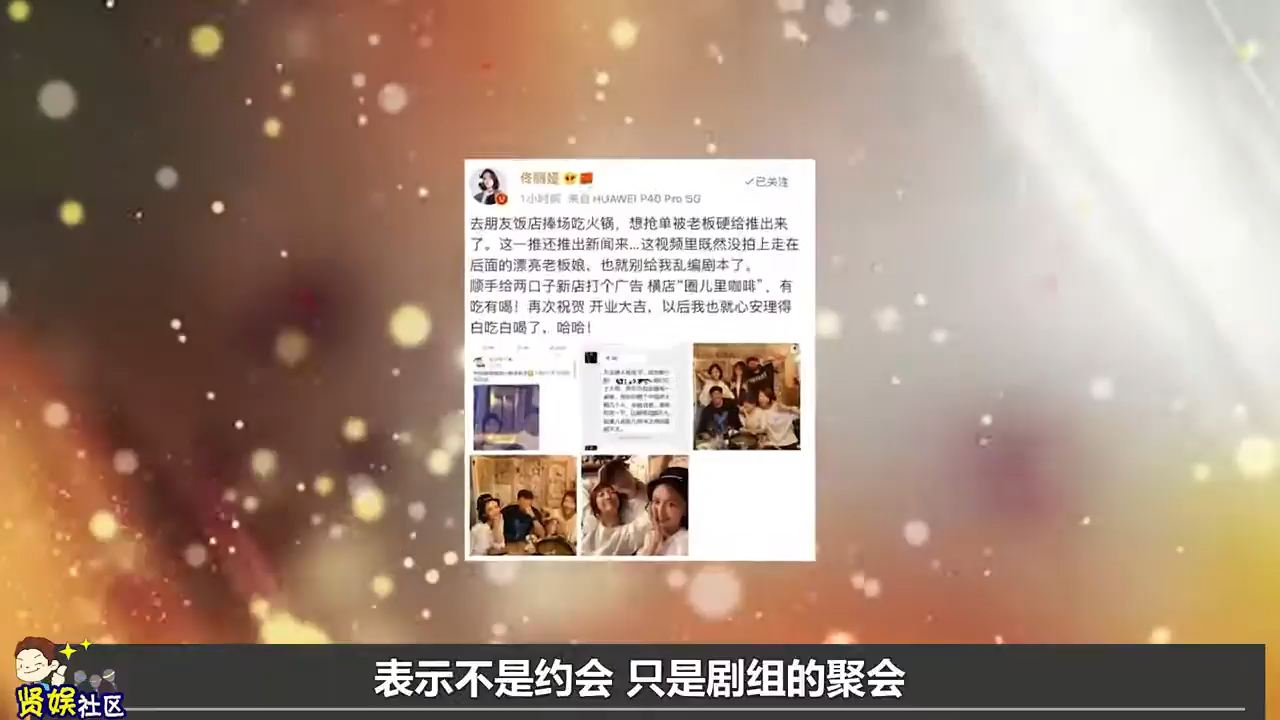 佟丽娅
✓已关注
1小时前 来自 HUAWEI P40 Pro 5G
去朋友饭店捧场吃火锅，想抢单被老板硬给推出来
了。这一推还推出新闻来...这视频里既然没拍上走在
后面的漂亮老板娘，也就别给我乱编剧本了。
顺手给两口子新店打个广告 横店“圈儿里咖啡”，有
吃有喝！再次祝贺 开业大吉，以后我也就心安理得
白吃白喝了，哈哈！
表示不是约会 只是剧组的聚会
贤娱社区